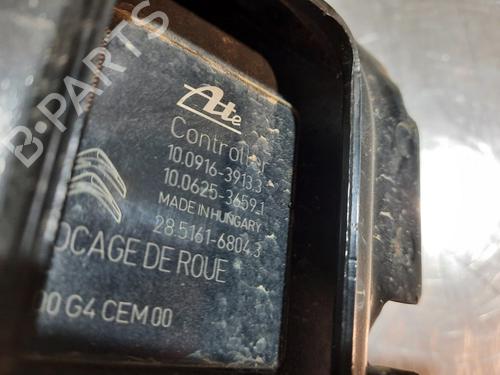 B-PARTS
Ate
Controller
10.0916-3913.3
10.0625-3659.1
MADE IN HUNGARY
28.5161-6804.3
OCAGE DE ROUE
00 G4 CEM 00